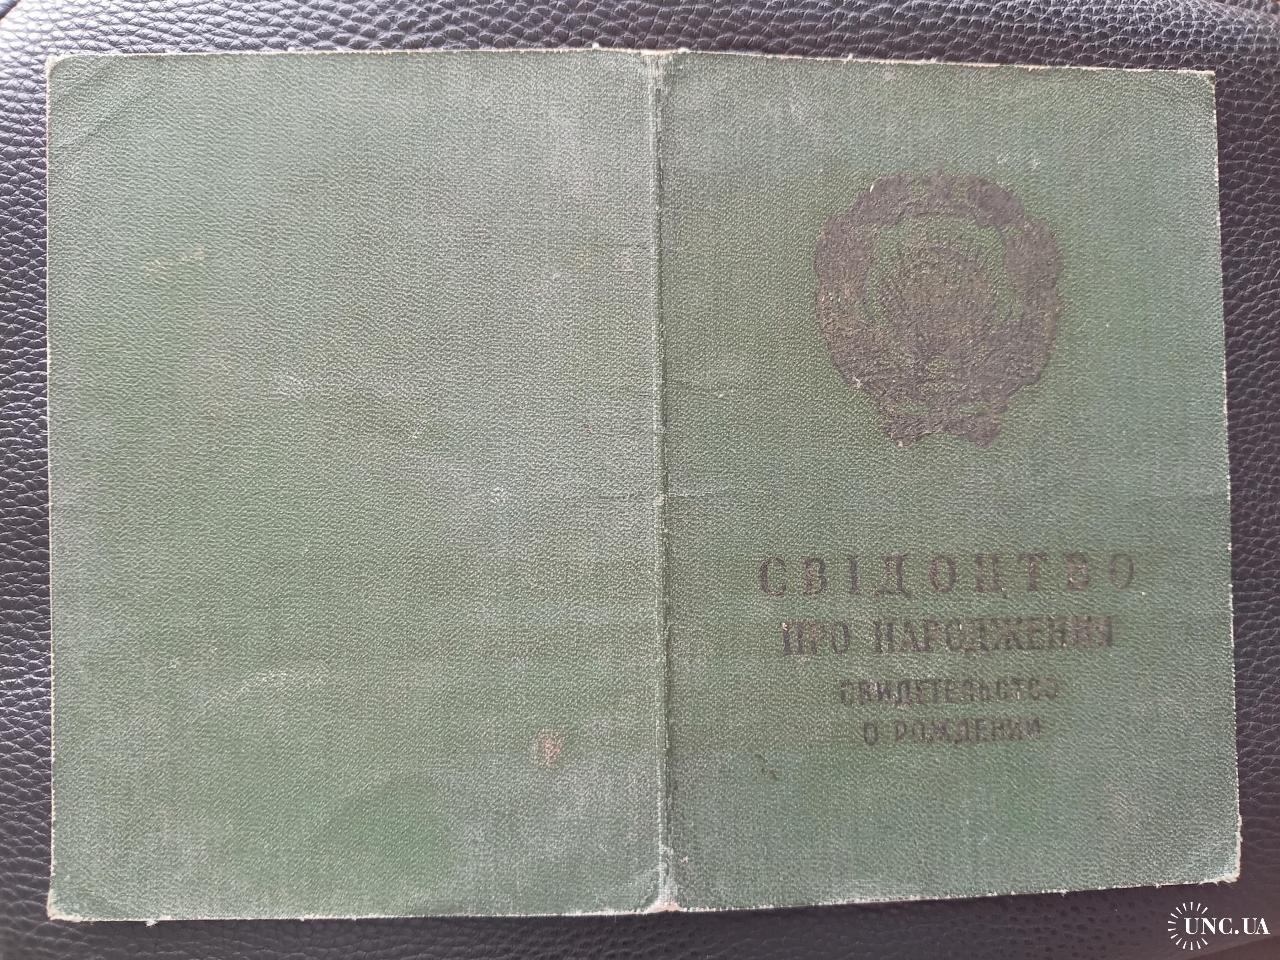 СВІДОЦТВО
ПРО НАРОДЖЕННЯ
СВИДЕТЕЛЬСТВО
О РОЖДЕНИИ
UNC.UA